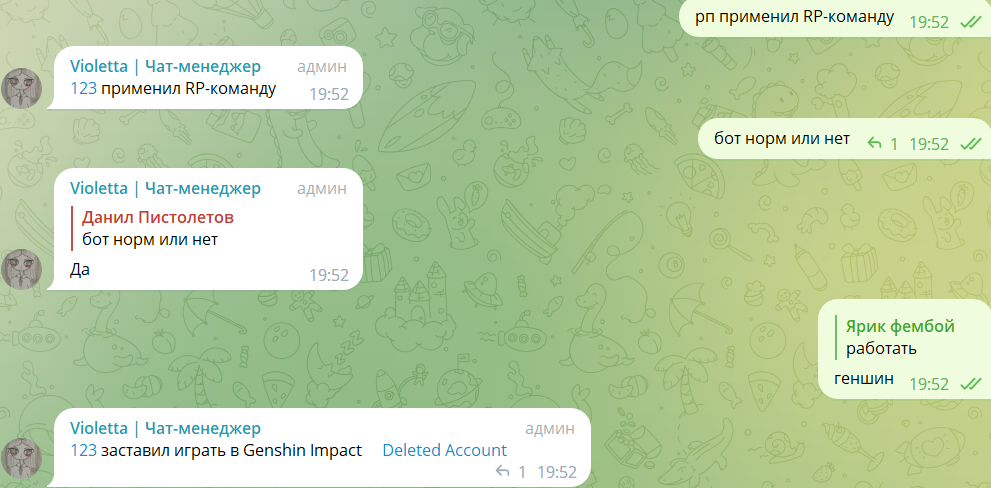 рп применил RP-команду 19:52
Violetta | Чат-менеджер админ
123 применил RP-команду 19:52
бот норм или нет 1 19:52
Violetta | Чат-менеджер админ
Данил Пистолетов
бот норм или нет
Да 19:52
Ярик фембой
работать
геншин 19:52
Violetta | Чат-менеджер админ
123 заставил играть в Genshin Impact Deleted Account
1 19:52